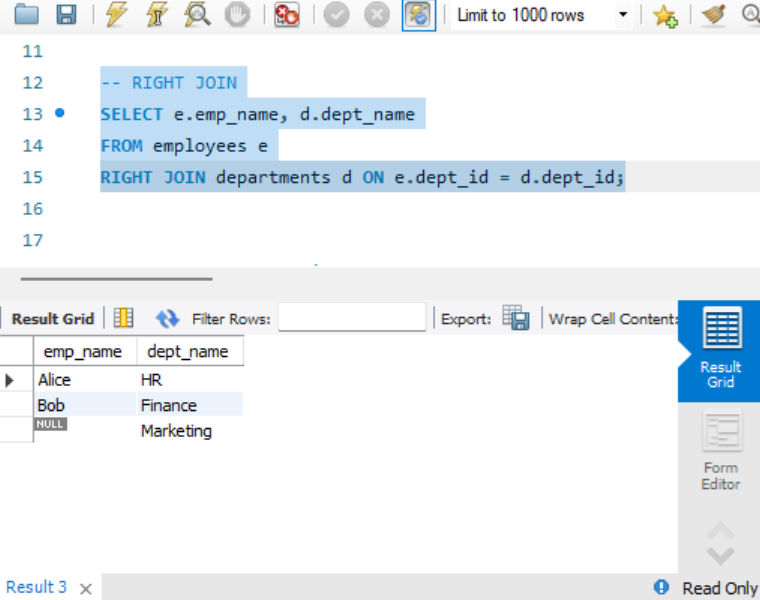 Limit to 1000 rows
11
12 -- RIGHT JOIN
13 SELECT e.emp_name, d.dept_name
14 FROM employees e
15 RIGHT JOIN departments d ON e.dept_id = d.dept_id;
16
17
Result Grid Filter Rows: Export: Wrap Cell Content:
emp_name dept_name
Alice HR
Bob Finance
NULL Marketing
Result
Grid
Form
Editor
Result 3 Read Only